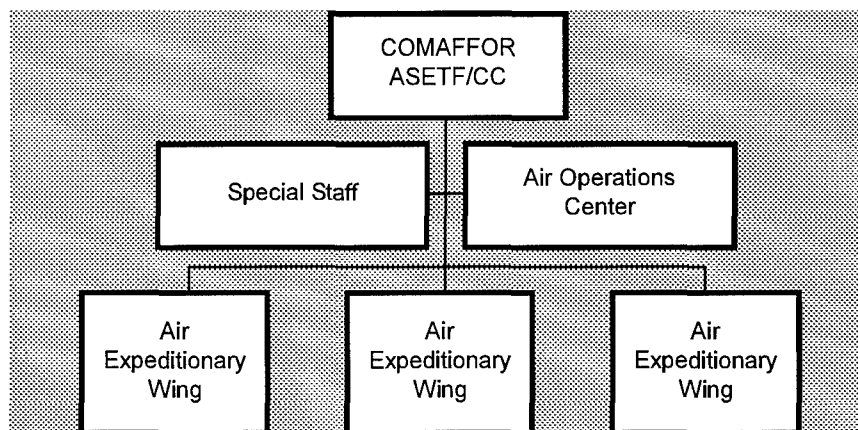 COMAFFOR
ASETF/CC
Special Staff
Air Operations
Center
Air
Expeditionary
Wing
Air
Expeditionary
Wing
Air
Expeditionary
Wing